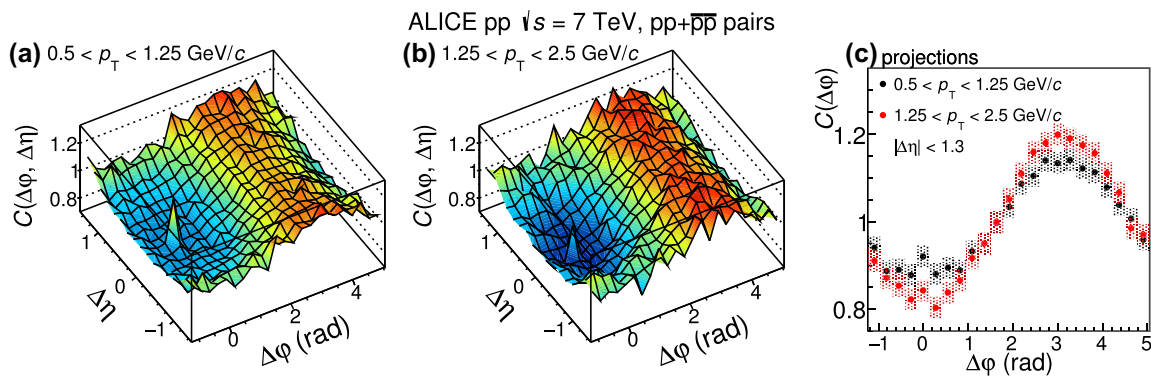 ALICE pp √s = 7 TeV, pp+p̅p̅ pairs
(a) 0.5 < pT < 1.25 GeV/c
C(Δφ, Δη)
1.2
1
0.8
1
0
−1
Δη
0
2
4
Δφ (rad)
(b) 1.25 < pT < 2.5 GeV/c
C(Δφ, Δη)
1.2
1
0.8
1
0
−1
Δη
0
2
4
Δφ (rad)
(c) projections
0.5 < pT < 1.25 GeV/c
1.25 < pT < 2.5 GeV/c
|Δη| < 1.3
C(Δφ)
1.2
1
0.8
−1 0 1 2 3 4 5
Δφ (rad)